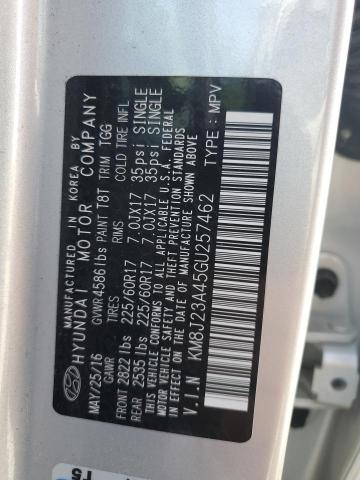 MANUFACTURED IN KOREA BY
HYUNDAI MOTOR COMPANY
MAY/25/16 GVWR 4586lbs PAINT T8T TRIM TGG
GAWR TIRES RIMS COLD TIRE INFL
FRONT 2822 lbs 225/60R17 7.0JX17 35psi SINGLE
REAR 2535 lbs 225/60R17 7.0JX17 35psi SINGLE
THIS VEHICLE CONFORMS TO ALL APPLICABLE U.S.A. FEDERAL
MOTOR VEHICLE SAFETY AND THEFT PREVENTION STANDARDS
IN EFFECT ON THE DATE OF MANUFACTURE SHOWN ABOVE
V.I.N KM8J23A45GU257462 TYPE: MPV